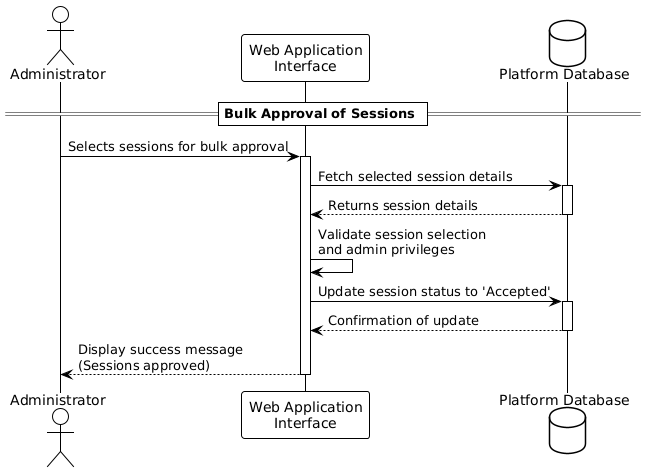 Administrator
Web Application
Interface
Platform Database
Bulk Approval of Sessions
Selects sessions for bulk approval
Fetch selected session details
Returns session details
Validate session selection
and admin privileges
Update session status to 'Accepted'
Confirmation of update
Display success message
(Sessions approved)
Administrator
Web Application
Interface
Platform Database